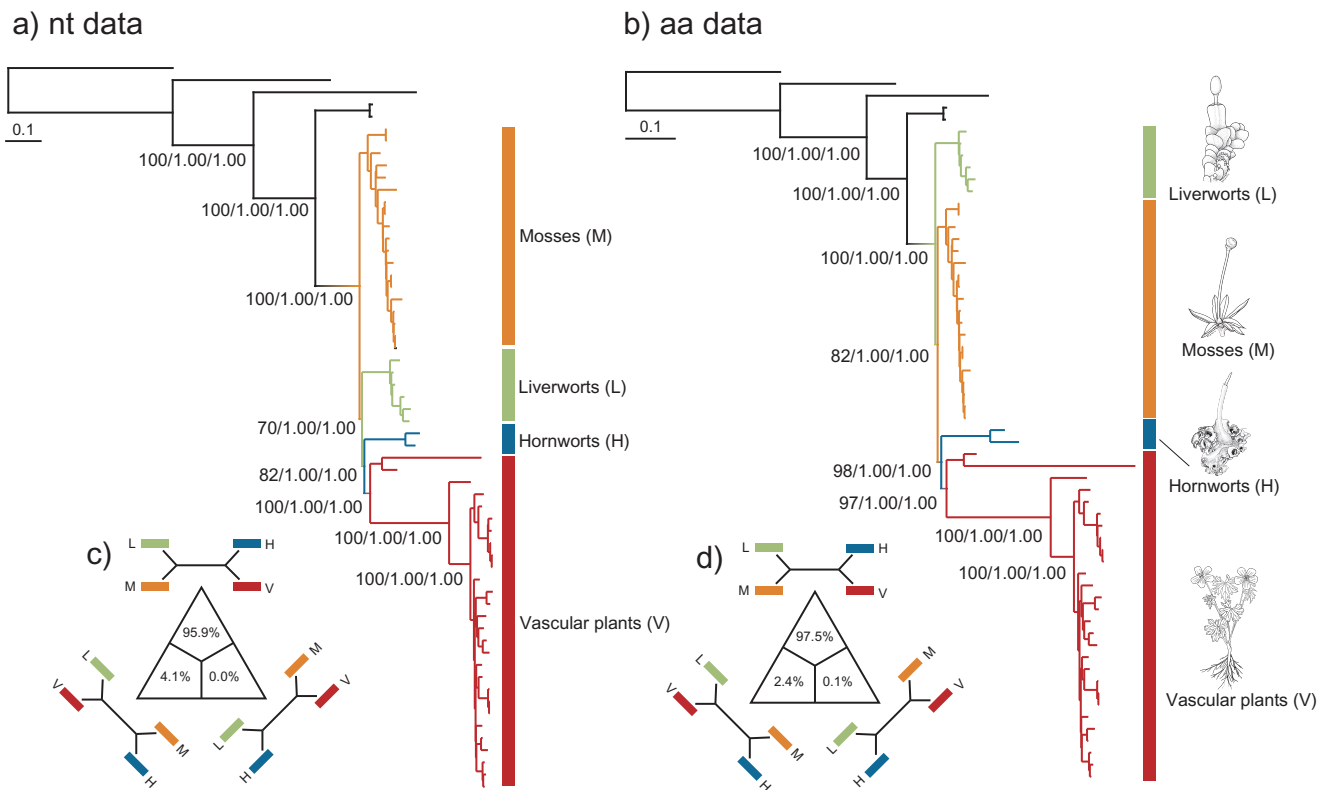 a) nt data
0.1
100/1.00/1.00
100/1.00/1.00
100/1.00/1.00
70/1.00/1.00
82/1.00/1.00
100/1.00/1.00
100/1.00/1.00
100/1.00/1.00
Mosses (M)
Liverworts (L)
Hornworts (H)
Vascular plants (V)
b) aa data
0.1
100/1.00/1.00
100/1.00/1.00
100/1.00/1.00
82/1.00/1.00
98/1.00/1.00
97/1.00/1.00
100/1.00/1.00
100/1.00/1.00
Liverworts (L)
Mosses (M)
Hornworts (H)
Vascular plants (V)
c)
L
H
M
V
95.9%
4.1%
0.0%
L
V
M
H
M
V
L
H
d)
L
H
M
V
97.5%
2.4%
0.1%
L
V
M
H
M
V
L
H